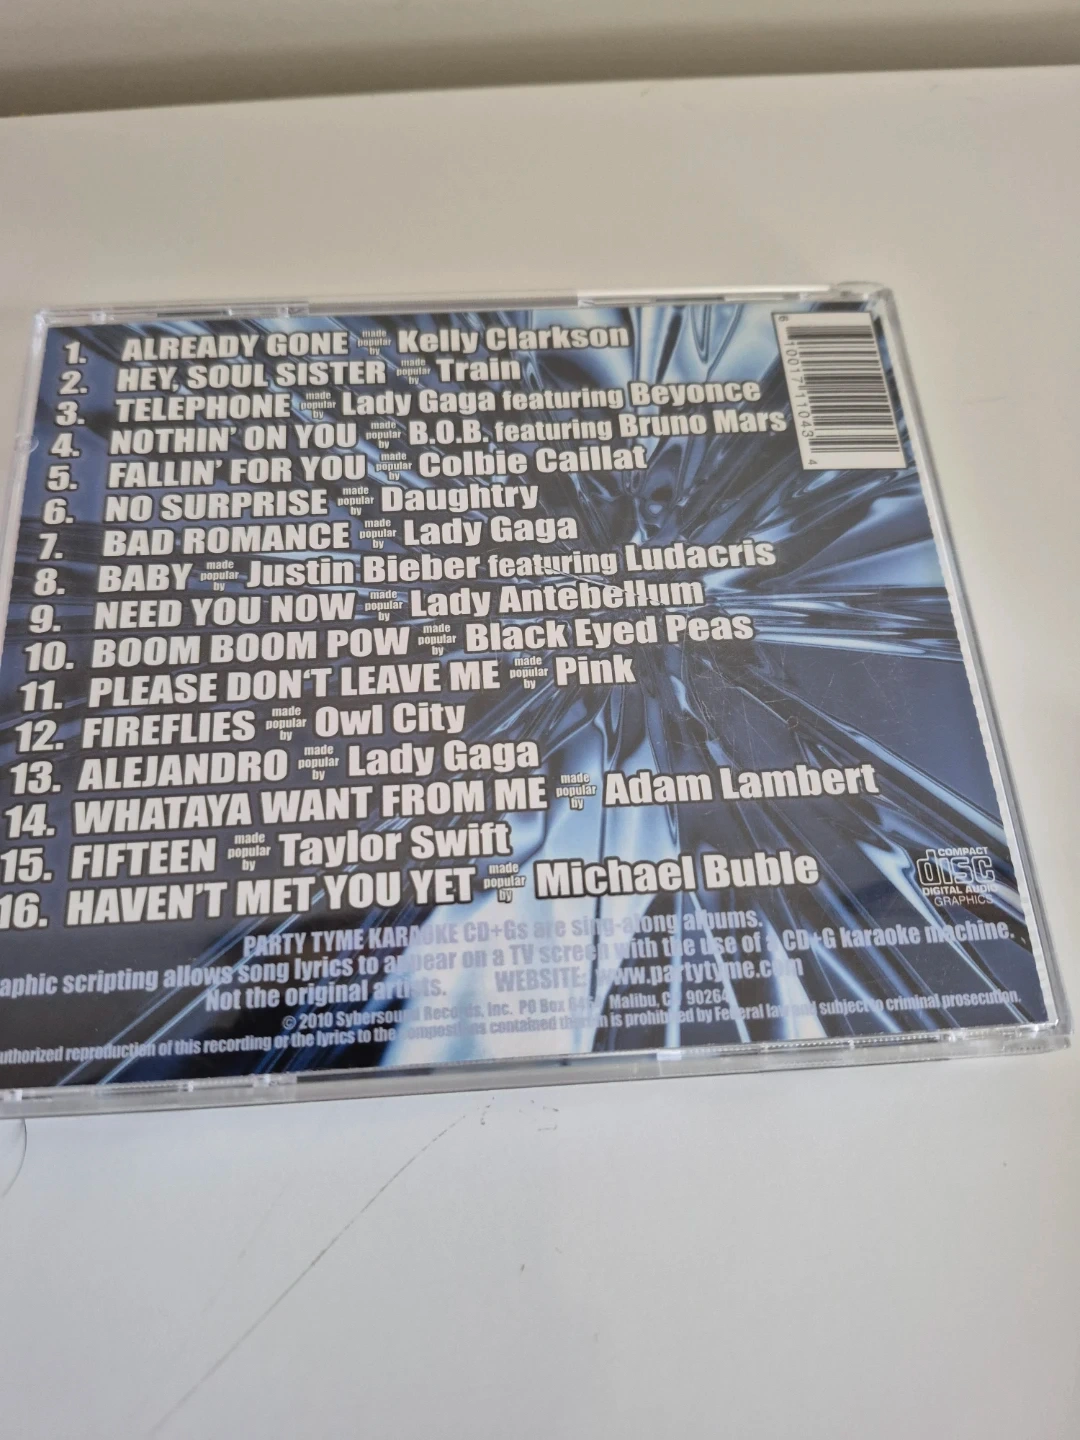 1. ALREADY GONE made popular by Kelly Clarkson
2. HEY, SOUL SISTER made popular by Train
3. TELEPHONE made popular by Lady Gaga featuring Beyonce
4. NOTHIN' ON YOU made popular by B.O.B. featuring Bruno Mars
5. FALLIN' FOR YOU made popular by Colbie Caillat
6. NO SURPRISE made popular by Daughtry
7. BAD ROMANCE made popular by Lady Gaga
8. BABY made popular by Justin Bieber featuring Ludacris
9. NEED YOU NOW made popular by Lady Antebellum
10. BOOM BOOM POW made popular by Black Eyed Peas
11. PLEASE DON'T LEAVE ME made popular by Pink
12. FIREFLIES made popular by Owl City
13. ALEJANDRO made popular by Lady Gaga
14. WHATAYA WANT FROM ME made popular by Adam Lambert
15. FIFTEEN made popular by Taylor Swift
16. HAVEN'T MET YOU YET made popular by Michael Buble
6 10017 11043 4
COMPACT
disc
DIGITAL AUDIO
GRAPHICS
PARTY TYME KARAOKE CD+Gs are sing-along albums.
aphic scripting allows song lyrics to appear on a TV screen with the use of a CD+G karaoke machine.
Not the original artists. WEBSITE: www.partytyme.com
© 2010 Sybersound Records, Inc. PO Box Malibu, CA 90264
uthorized reproduction of this recording or the lyrics to the compositions contained therein is prohibited by Federal law and subject to criminal prosecution.